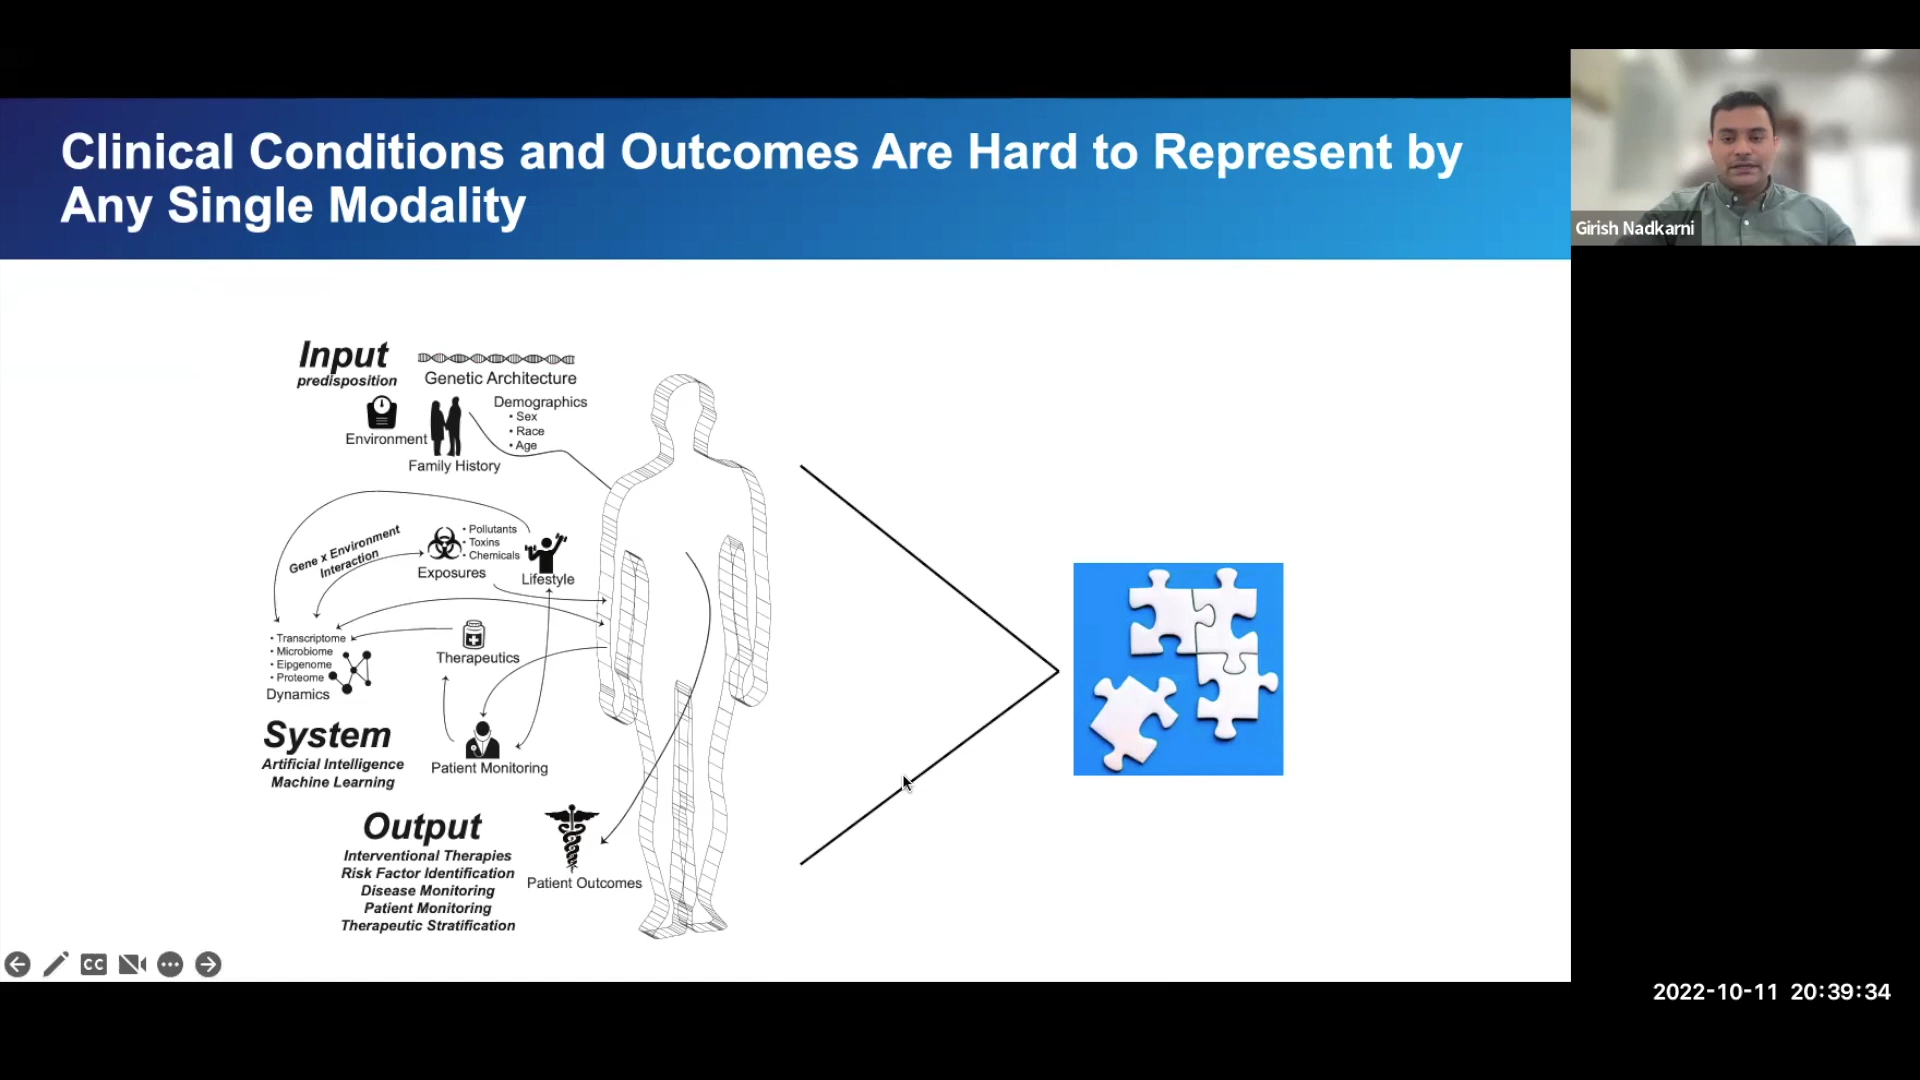 Clinical Conditions and Outcomes Are Hard to Represent by
Any Single Modality
Girish Nadkarni
Input
predisposition
Genetic Architecture
Demographics
• Sex
• Race
• Age
Environment
Family History
Gene x Environment
Interaction
• Pollutants
• Toxins
• Chemicals
Exposures
Lifestyle
• Transcriptome
• Microbiome
• Eipgenome
• Proteome
Dynamics
Therapeutics
System
Artificial Intelligence
Machine Learning
Patient Monitoring
Output
Interventional Therapies
Risk Factor Identification
Disease Monitoring
Patient Monitoring
Therapeutic Stratification
Patient Outcomes
CC
2022-10-11 20:39:34